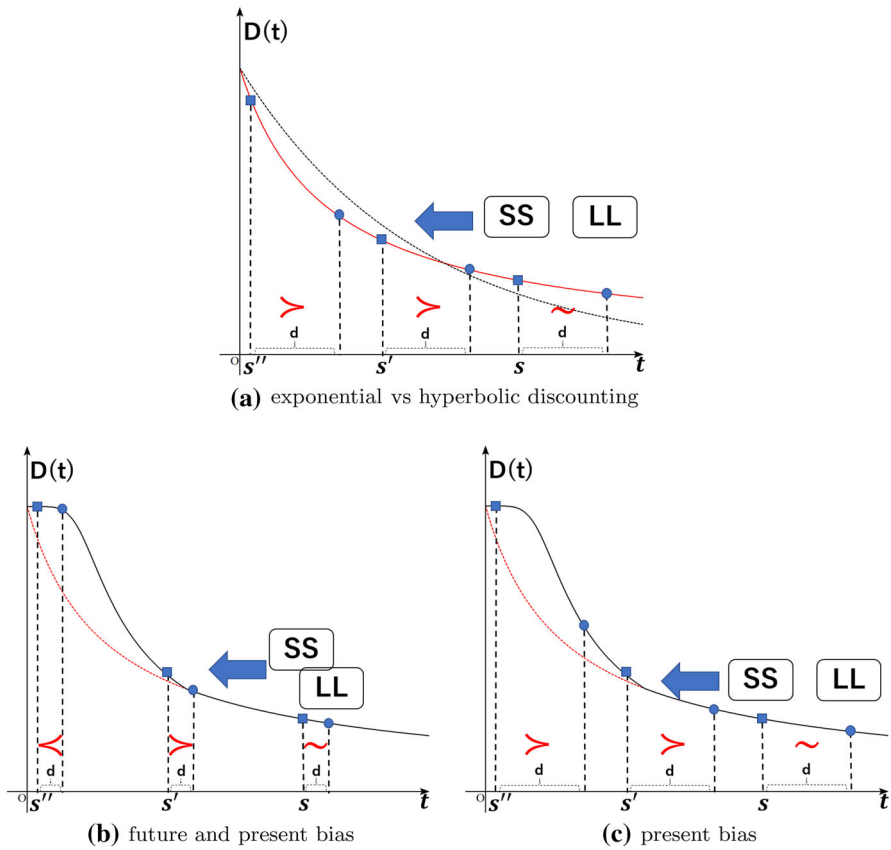 D(t)
SS LL
≻ ≻ ~
d d d
o s'' s' s t
(a) exponential vs hyperbolic discounting
D(t)
SS
LL
≺ ≻ ~
d d d
o s'' s' s t
(b) future and present bias
D(t)
SS LL
≻ ≻ ~
d d d
o s'' s' s t
(c) present bias